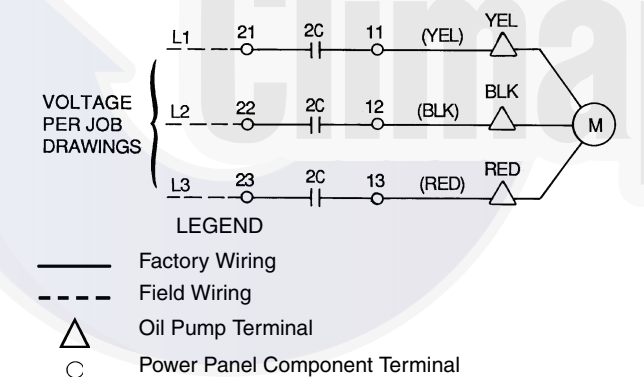 YEL
L1 21 2C 11 (YEL)
BLK
VOLTAGE
PER JOB
DRAWINGS
L2 22 2C 12 (BLK) M
RED
L3 23 2C 13 (RED)
LEGEND
Factory Wiring
Field Wiring
Oil Pump Terminal
Power Panel Component Terminal